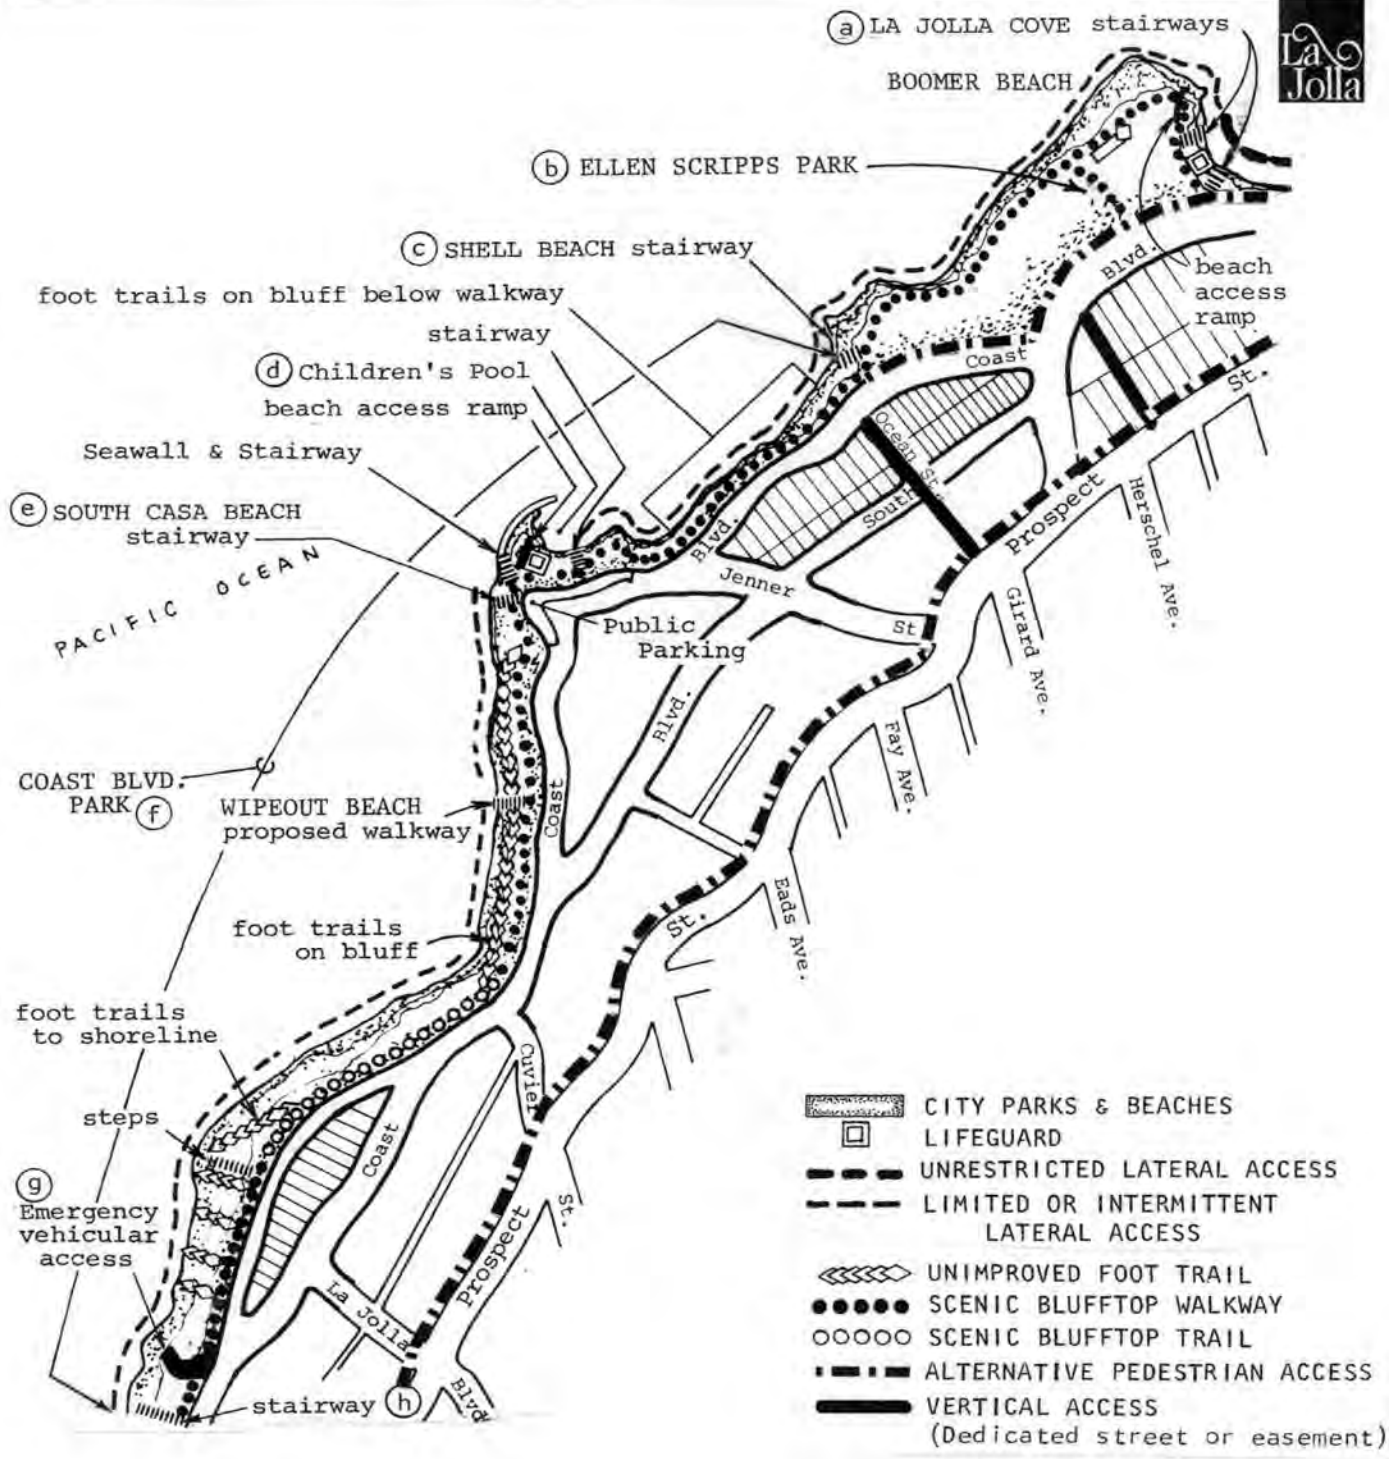 (a) LA JOLLA COVE stairways
La
Jolla
BOOMER BEACH
(b) ELLEN SCRIPPS PARK
(c) SHELL BEACH stairway
foot trails on bluff below walkway
stairway
(d) Children's Pool
beach access ramp
Seawall & Stairway
(e) SOUTH CASA BEACH
stairway
PACIFIC OCEAN
beach
access
ramp
Blvd.
Coast
St.
Ocean St.
South
Blvd.
Prospect
Herschel Ave.
Jenner
St
Girard Ave.
Public
Parking
Blvd.
Fay Ave.
COAST BLVD.
PARK (f)
WIPEOUT BEACH
proposed walkway
Coast
Eads Ave.
St.
foot trails
on bluff
foot trails
to shoreline
Cuvier
steps
Coast
(g)
Emergency
vehicular
access
Prospect
St.
La Jolla
Blvd
stairway (h)
CITY PARKS & BEACHES
LIFEGUARD
UNRESTRICTED LATERAL ACCESS
LIMITED OR INTERMITTENT
LATERAL ACCESS
UNIMPROVED FOOT TRAIL
SCENIC BLUFFTOP WALKWAY
SCENIC BLUFFTOP TRAIL
ALTERNATIVE PEDESTRIAN ACCESS
VERTICAL ACCESS
(Dedicated street or easement)